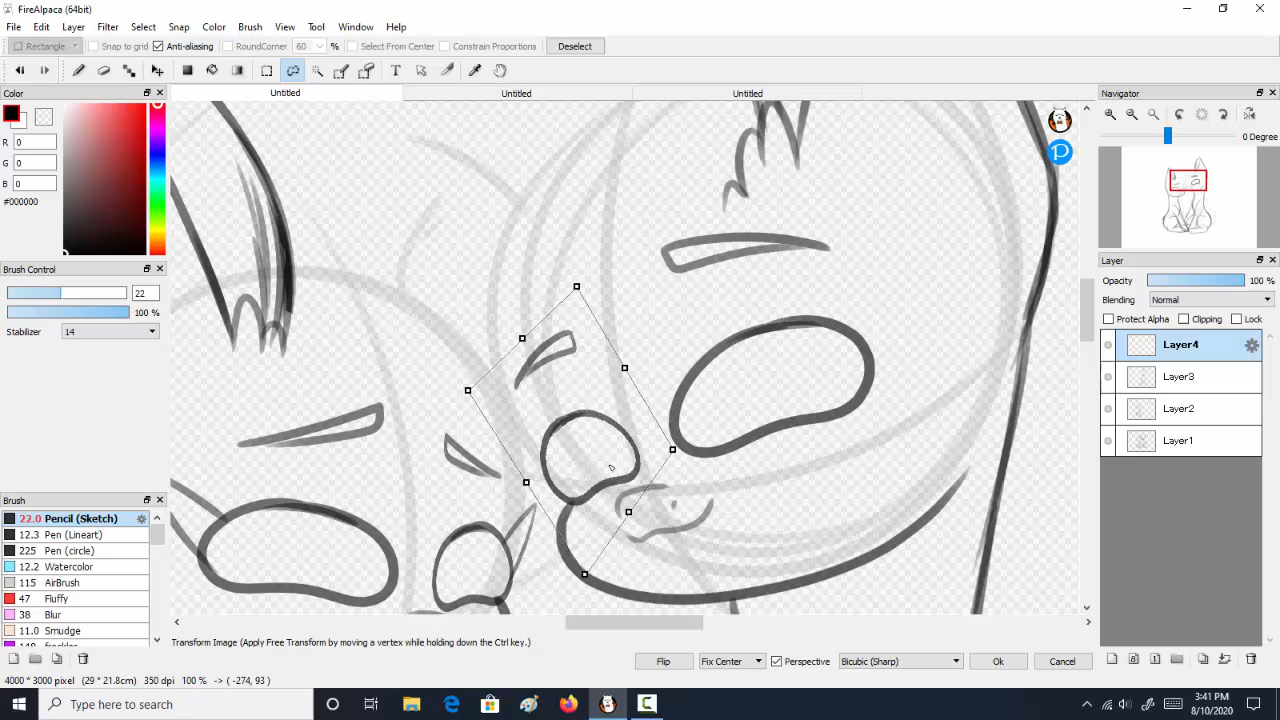 FireAlpaca (64bit)
File Edit Layer Filter Select Snap Color Brush View Tool Window Help
Rectangle Snap to grid Anti-aliasing RoundCorner 60 % Select From Center Constrain Proportions Deselect
Color
Untitled Untitled Untitled
Navigator
R 0
G 0
B 0
#000000
0 Degree
Brush Control
22
100 %
Stabilizer 14
Layer
Opacity 100 %
Blending Normal
Protect Alpha Clipping Lock
Layer4
Layer3
Layer2
Layer1
Brush
22.0 Pencil (Sketch)
12.3 Pen (Lineart)
225 Pen (circle)
12.2 Watercolor
115 AirBrush
47 Fluffy
38 Blur
11.0 Smudge
148 freckles
Transform Image (Apply Free Transform by moving a vertex while holding down the Ctrl key.)
Flip Fix Center Perspective Bicubic (Sharp) Ok Cancel
4000 * 3000 pixel (29 * 21.8cm) 350 dpi 100 % -> ( -274, 93 )
Type here to search
3:41 PM
8/10/2020